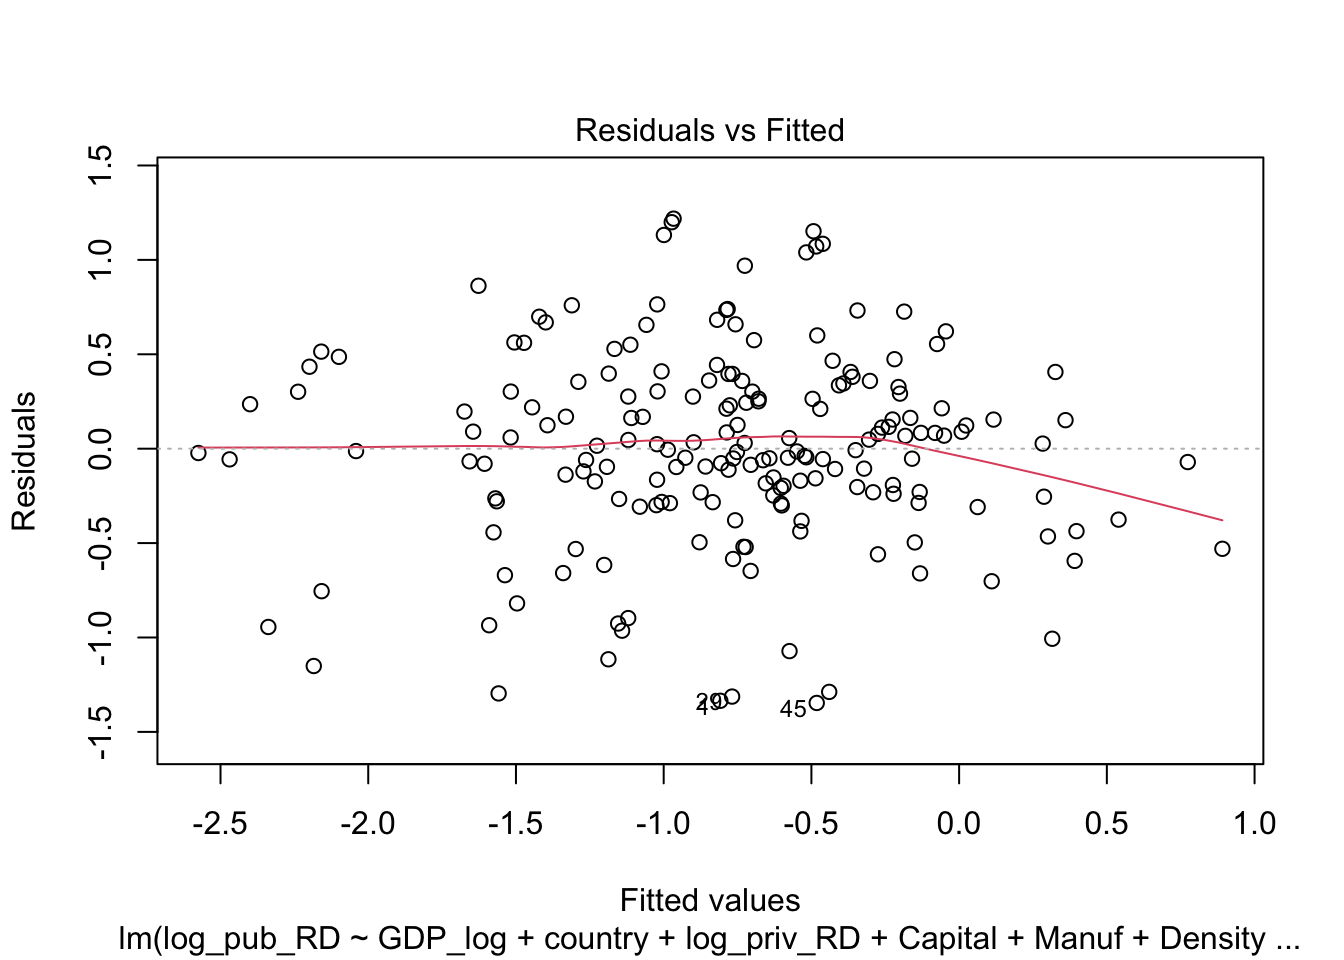 Residuals vs Fitted
Residuals
1.5
1.0
0.5
0.0
-0.5
-1.0
-1.5
45
-2.5 -2.0 -1.5 -1.0 -0.5 0.0 0.5 1.0
Fitted values
lm(log_pub_RD ~ GDP_log + country + log_priv_RD + Capital + Manuf + Density ...